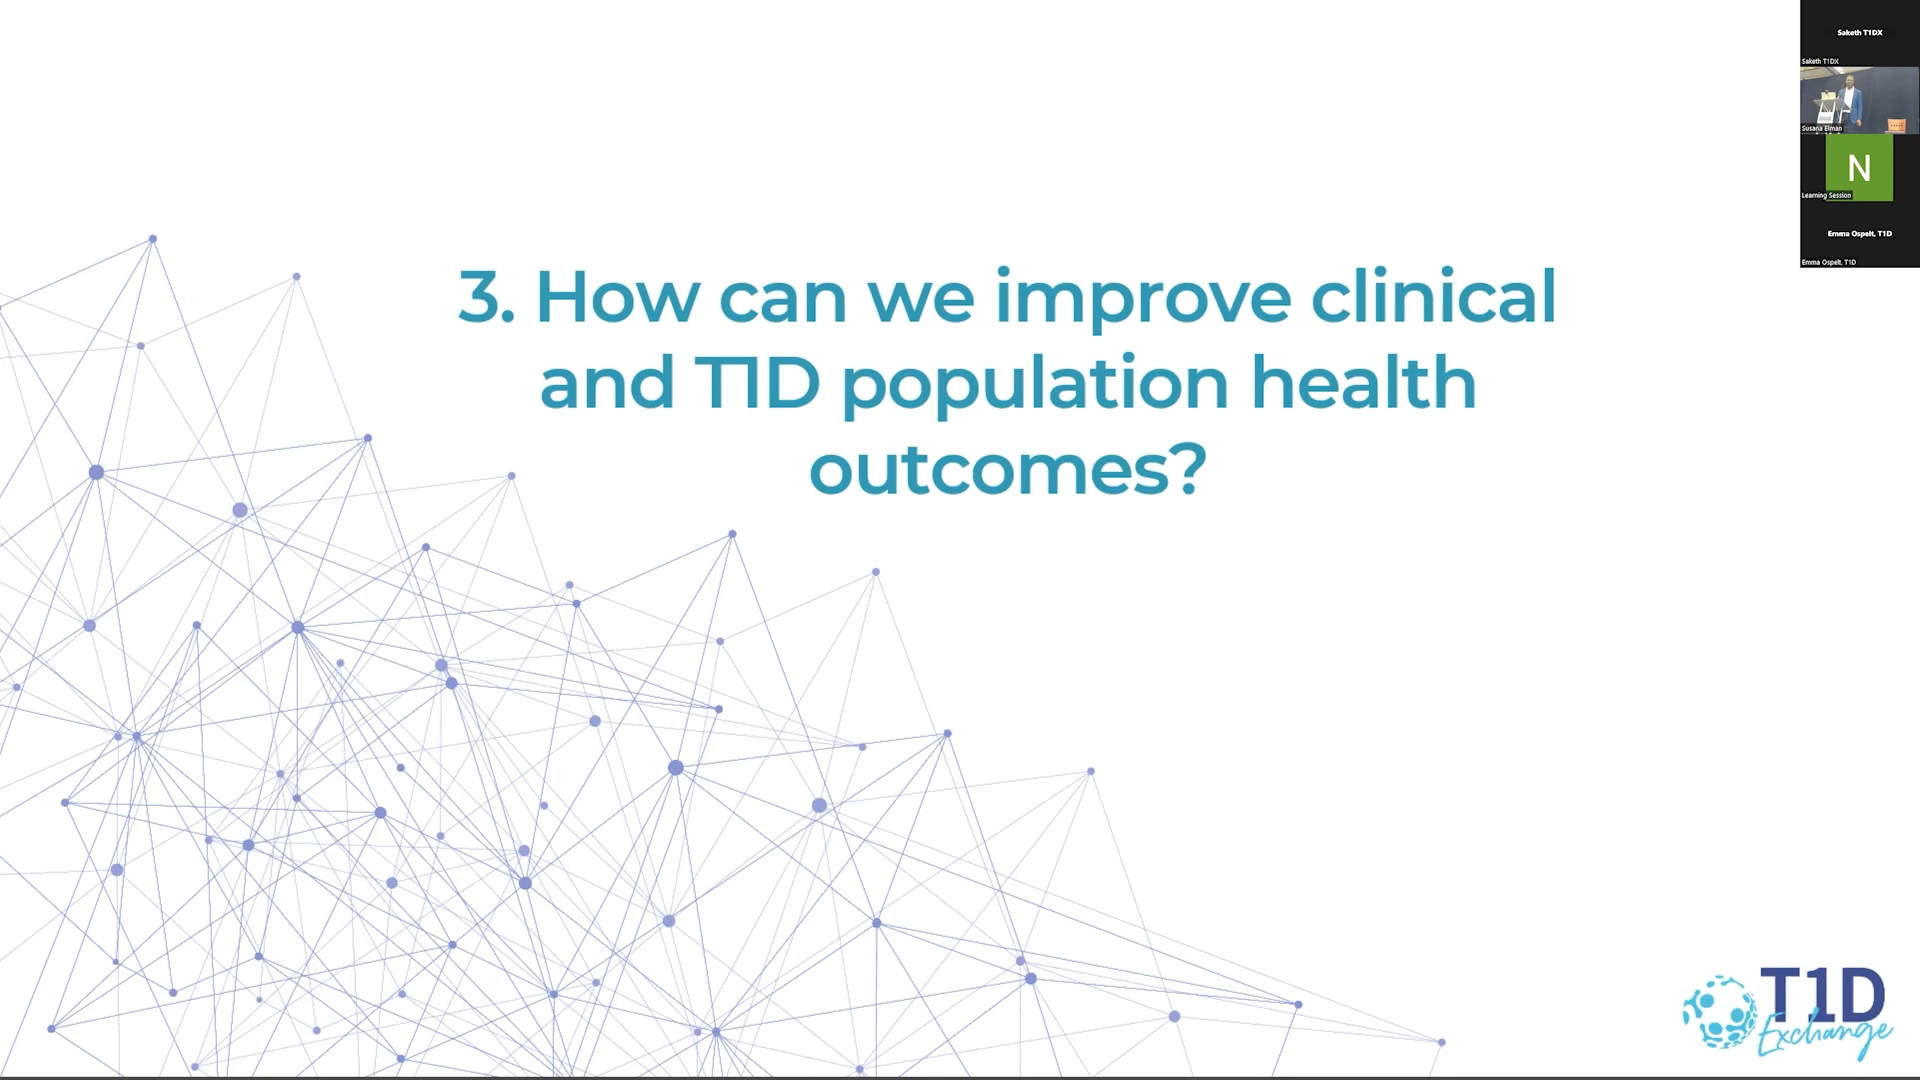 3. How can we improve clinical
and T1D population health
outcomes?
Saketh T1DX
Saketh T1DX
Susana Elman
N
Learning Session
Emma Ospelt, T1D
Emma Ospelt, T1D
T1D
Exchange